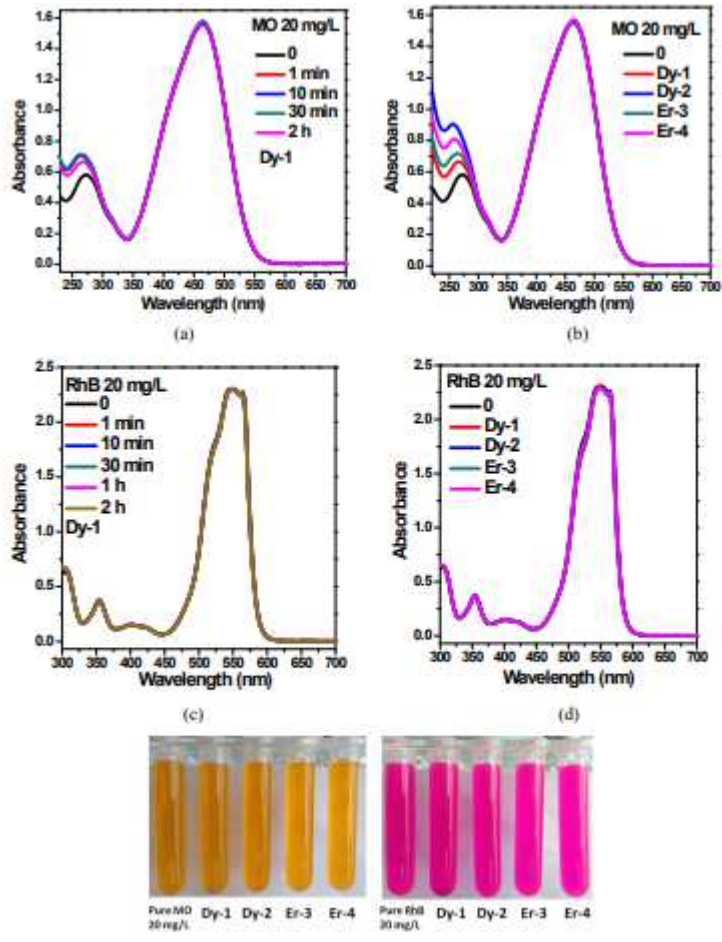 MO 20 mg/L
0
1 min
10 min
30 min
2 h
Dy-1
Absorbance
1.6
1.4
1.2
1.0
0.8
0.6
0.4
0.2
0.0
250 300 350 400 450 500 550 600 650 700
Wavelength (nm)
(a)
MO 20 mg/L
0
Dy-1
Dy-2
Er-3
Er-4
Absorbance
1.6
1.4
1.2
1.0
0.8
0.6
0.4
0.2
0.0
250 300 350 400 450 500 550 600 650 700
Wavelength (nm)
(b)
RhB 20 mg/L
0
1 min
10 min
30 min
1 h
2 h
Dy-1
Absorbance
2.5
2.0
1.5
1.0
0.5
0.0
300 350 400 450 500 550 600 650 700
Wavelength (nm)
(c)
RhB 20 mg/L
0
Dy-1
Dy-2
Er-3
Er-4
Absorbance
2.5
2.0
1.5
1.0
0.5
0.0
300 350 400 450 500 550 600 650 700
Wavelength (nm)
(d)
Pure MO Dy-1 Dy-2 Er-3 Er-4
20 mg/L
Pure RhB Dy-1 Dy-2 Er-3 Er-4
20 mg/L